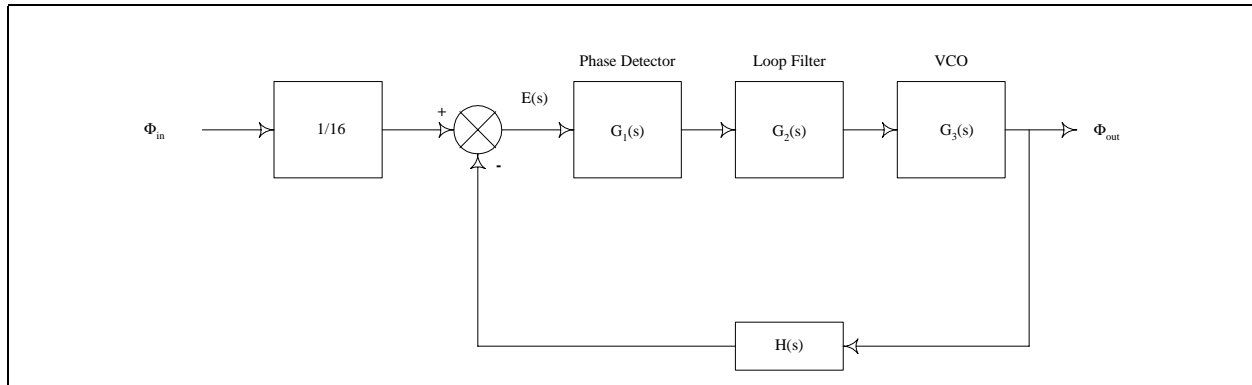 Phase Detector
Loop Filter
VCO
Φin
1/16
+
-
E(s)
G1(s)
G2(s)
G3(s)
Φout
H(s)